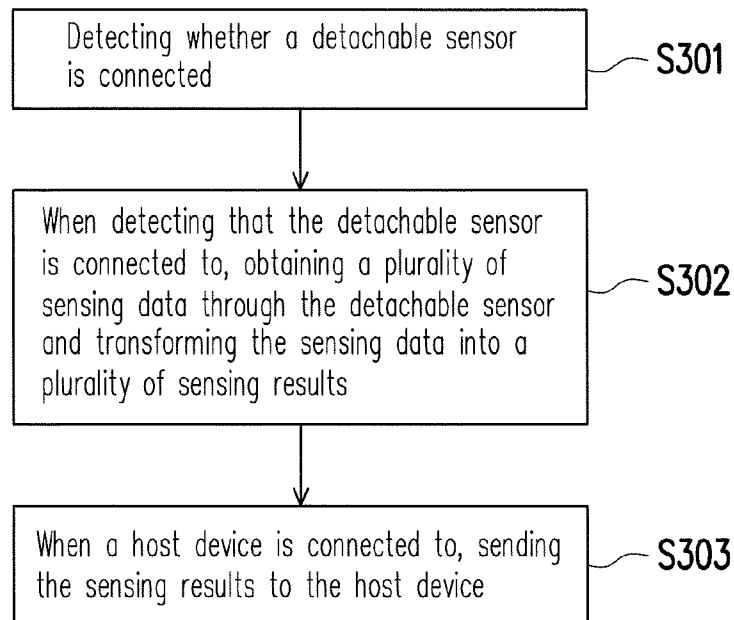 Detecting whether a detachable sensor
is connected
S301
When detecting that the detachable sensor
is connected to, obtaining a plurality of
sensing data through the detachable sensor
and transforming the sensing data into a
plurality of sensing results
S302
When a host device is connected to, sending
the sensing results to the host device
S303